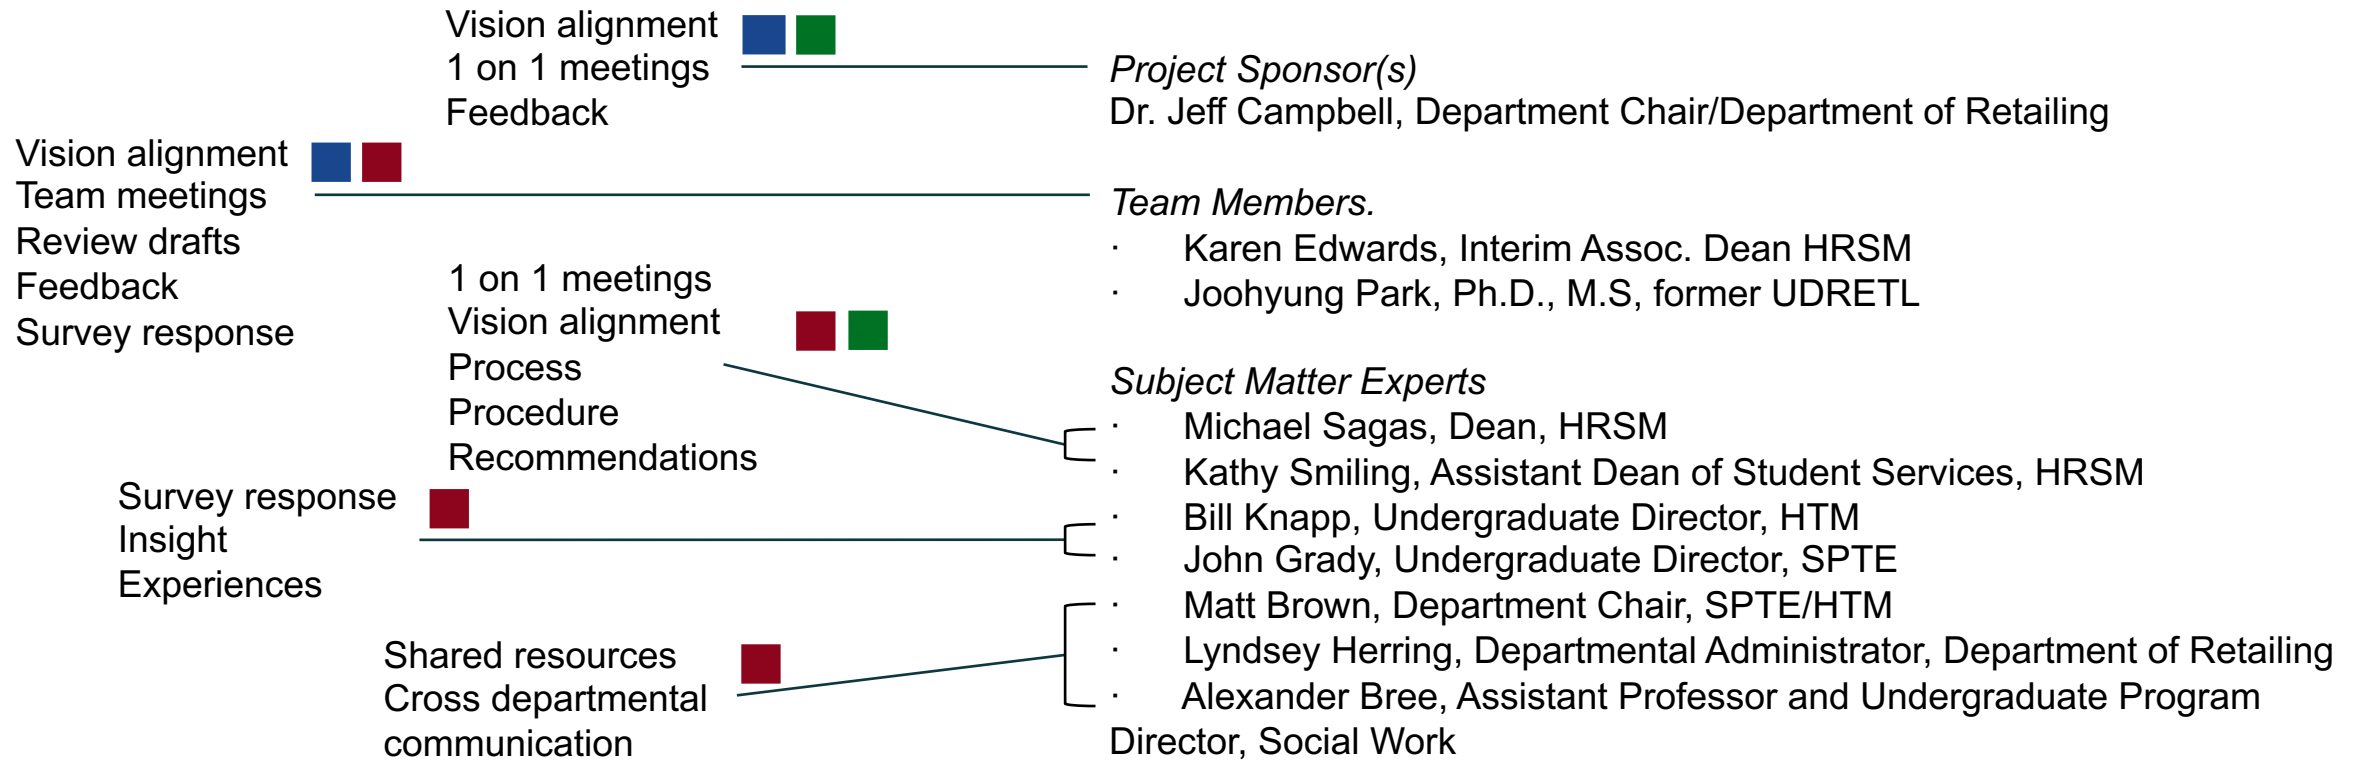 Vision alignment
1 on 1 meetings
Feedback
Project Sponsor(s)
Dr. Jeff Campbell, Department Chair/Department of Retailing
Vision alignment
Team meetings
Review drafts
Feedback
Survey response
Team Members.
· Karen Edwards, Interim Assoc. Dean HRSM
· Joohyung Park, Ph.D., M.S, former UDRETL
1 on 1 meetings
Vision alignment
Process
Procedure
Recommendations
Subject Matter Experts
· Michael Sagas, Dean, HRSM
· Kathy Smiling, Assistant Dean of Student Services, HRSM
Survey response
Insight
Experiences
· Bill Knapp, Undergraduate Director, HTM
· John Grady, Undergraduate Director, SPTE
Shared resources
Cross departmental
communication
· Matt Brown, Department Chair, SPTE/HTM
· Lyndsey Herring, Departmental Administrator, Department of Retailing
· Alexander Bree, Assistant Professor and Undergraduate Program
Director, Social Work